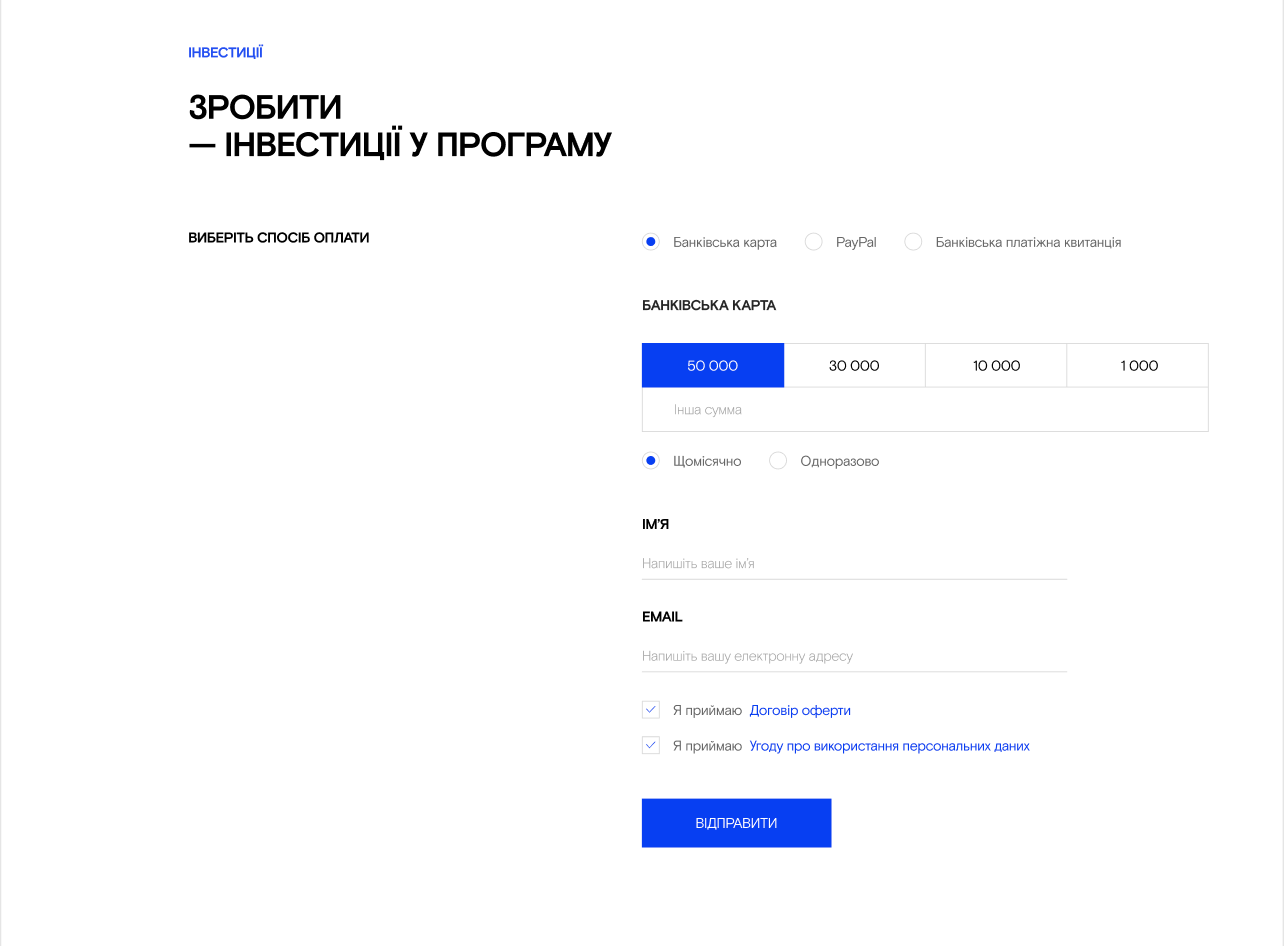 ІНВЕСТИЦІЇ
ЗРОБИТИ
— ІНВЕСТИЦІЇ У ПРОГРАМУ
ВИБЕРІТЬ СПОСІБ ОПЛАТИ
Банківська карта PayPal Банківська платіжна квитанція
БАНКІВСЬКА КАРТА
50 000 30 000 10 000 1 000
Інша сумма
Щомісячно Одноразово
ІМ'Я
Напишіть ваше ім'я
EMAIL
Напишіть вашу електронну адресу
Я приймаю Договір оферти
Я приймаю Угоду про використання персональних даних
ВІДПРАВИТИ